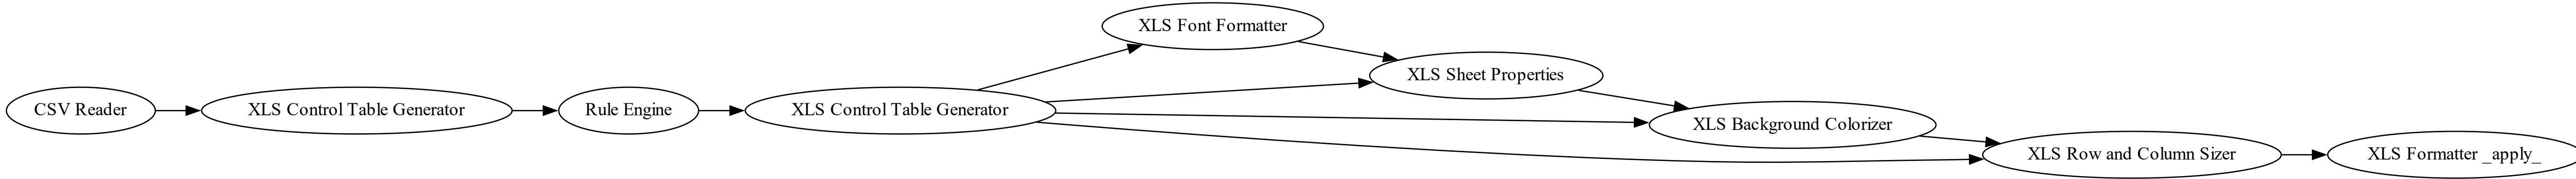 XLS Font Formatter
XLS Sheet Properties
CSV Reader
XLS Control Table Generator
Rule Engine
XLS Control Table Generator
XLS Background Colorizer
XLS Row and Column Sizer
XLS Formatter _apply_